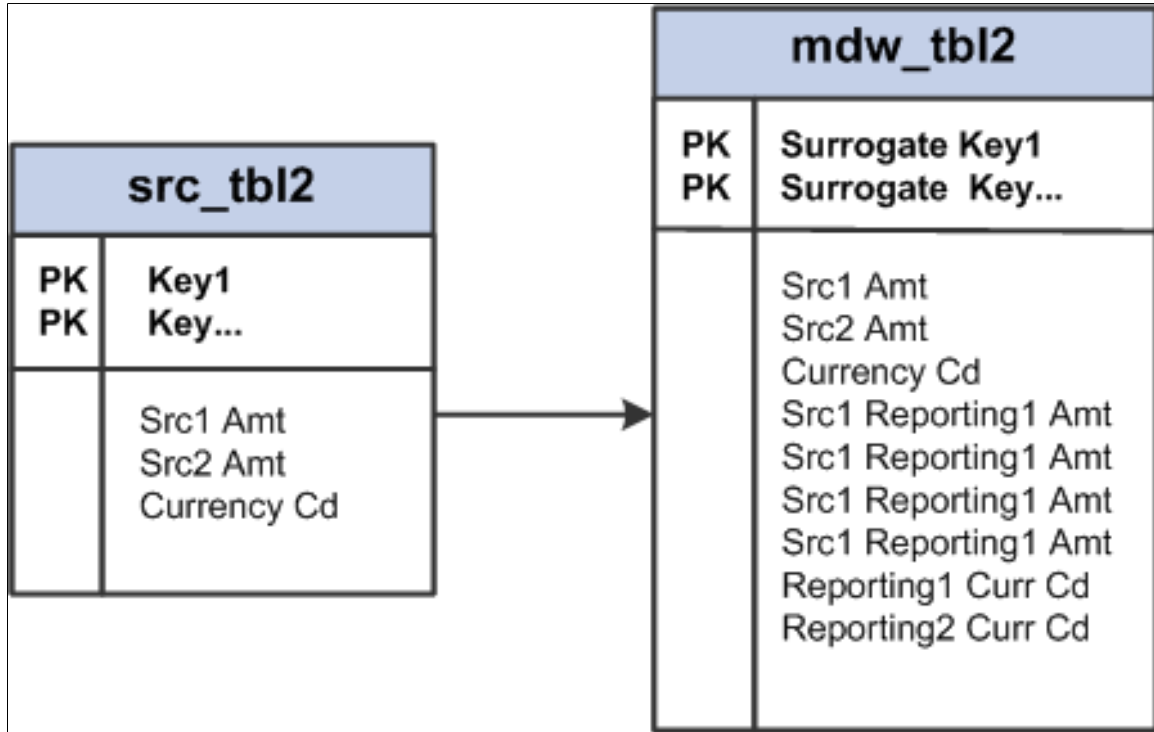 src_tbl2
PK Key1
PK Key...
Src1 Amt
Src2 Amt
Currency Cd
mdw_tbl2
PK Surrogate Key1
PK Surrogate Key...
Src1 Amt
Src2 Amt
Currency Cd
Src1 Reporting1 Amt
Src1 Reporting1 Amt
Src1 Reporting1 Amt
Src1 Reporting1 Amt
Reporting1 Curr Cd
Reporting2 Curr Cd